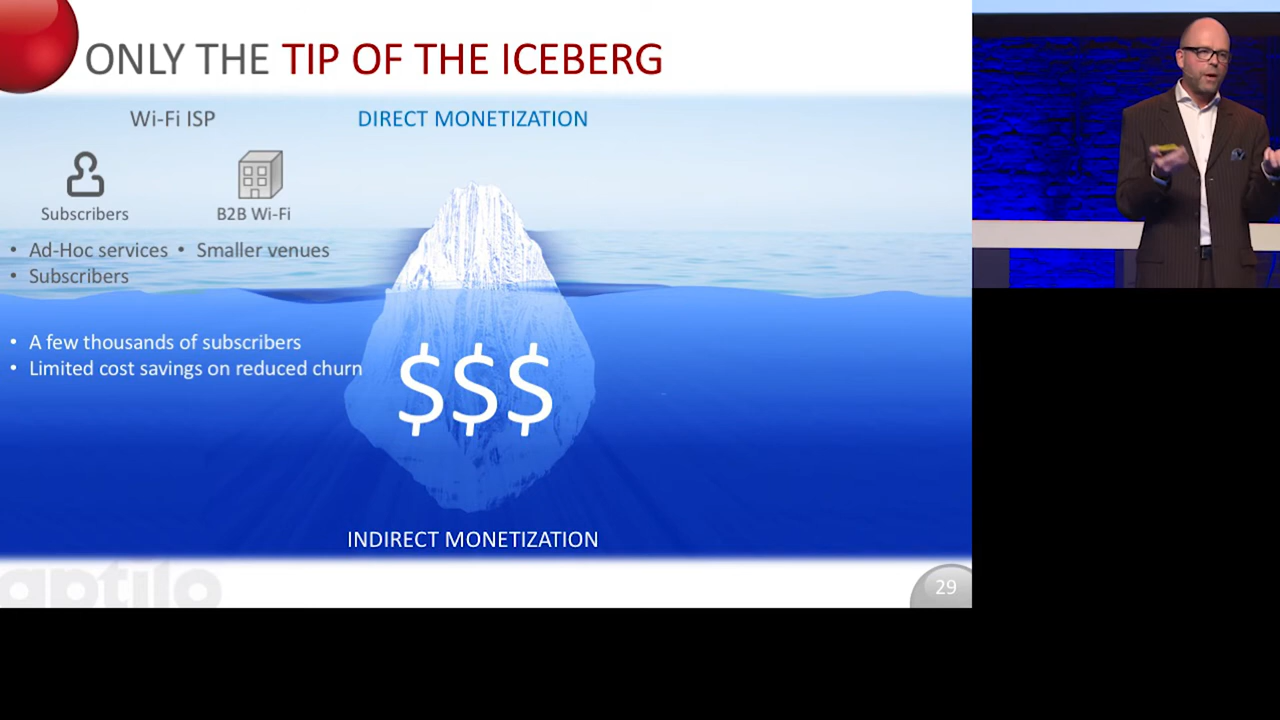 ONLY THE TIP OF THE ICEBERG
Wi-Fi ISP
DIRECT MONETIZATION
Subscribers
B2B Wi-Fi
• Ad-Hoc services
• Subscribers
• Smaller venues
• A few thousands of subscribers
• Limited cost savings on reduced churn
$$$
INDIRECT MONETIZATION
aptilo
29